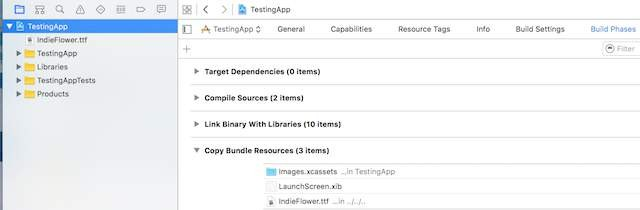 TestingApp
IndieFlower.ttf
TestingApp
Libraries
TestingAppTests
Products
TestingApp
TestingApp General Capabilities Resource Tags Info Build Settings Build Phases
+ Filter
Target Dependencies (0 items)
Compile Sources (2 items)
Link Binary With Libraries (10 items)
Copy Bundle Resources (3 items)
Images.xcassets ...in TestingApp
LaunchScreen.xib
IndieFlower.ttf ...in ../../..